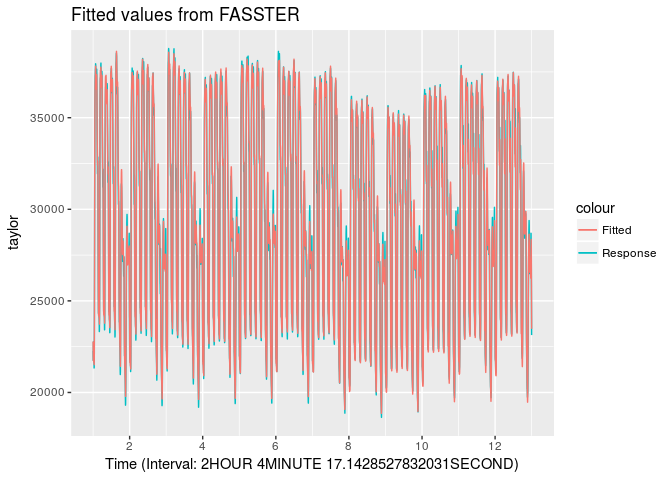 Fitted values from FASSTER
taylor
35000
30000
25000
20000
2 4 6 8 10 12
Time (Interval: 2HOUR 4MINUTE 17.1428527832031SECOND)
colour
Fitted
Response